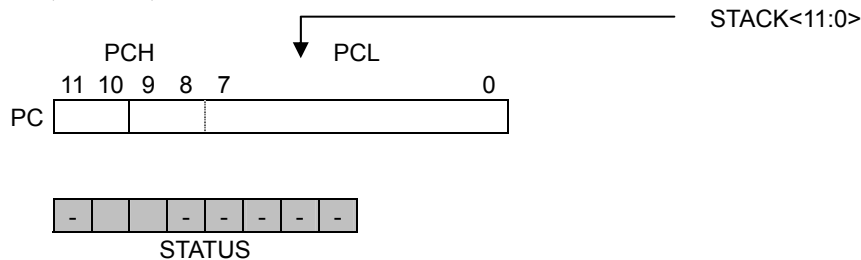 STACK<11:0>
PCH PCL
11 10 9 8 7 0
PC
- - - - - -
STATUS